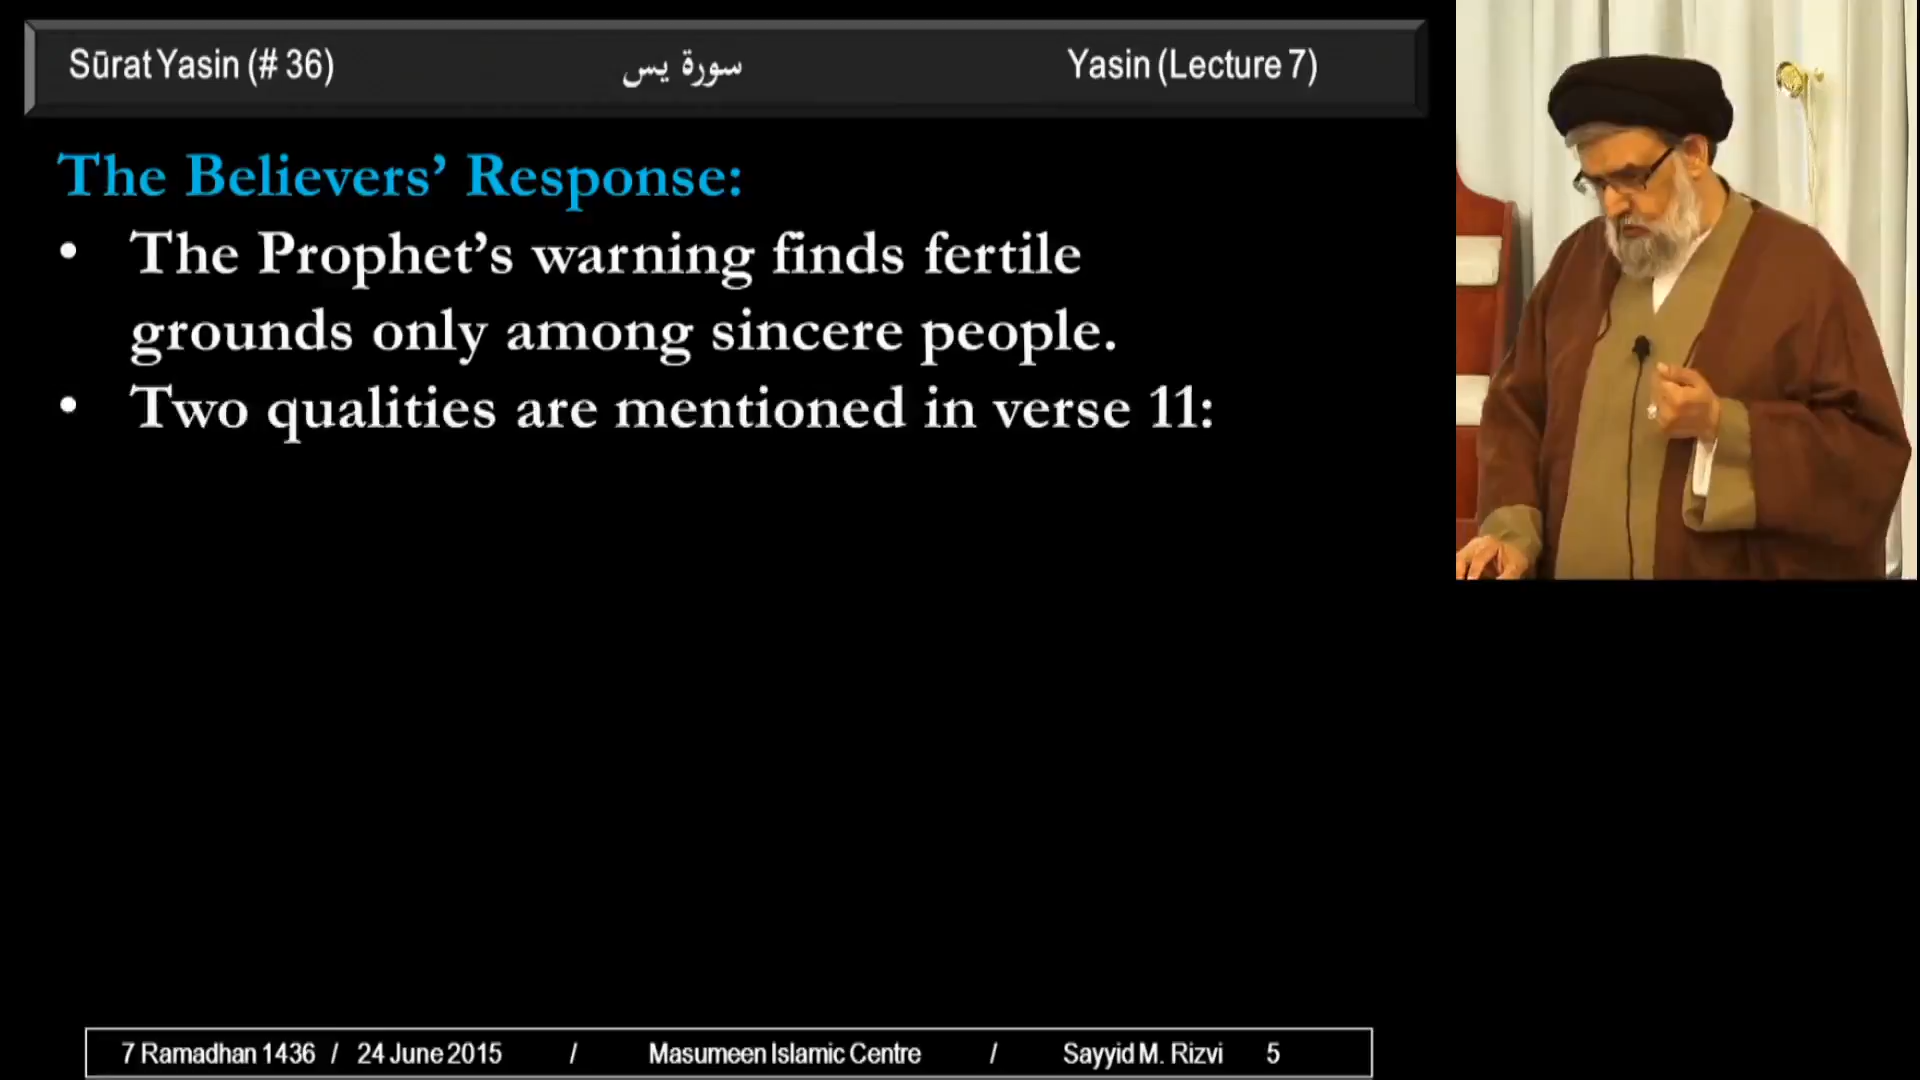 Sūrat Yasin (# 36) سورة يس Yasin (Lecture 7)
The Believers’ Response:
• The Prophet’s warning finds fertile
grounds only among sincere people.
• Two qualities are mentioned in verse 11:
7 Ramadhan 1436 / 24 June 2015 / Masumeen Islamic Centre / Sayyid M. Rizvi 5